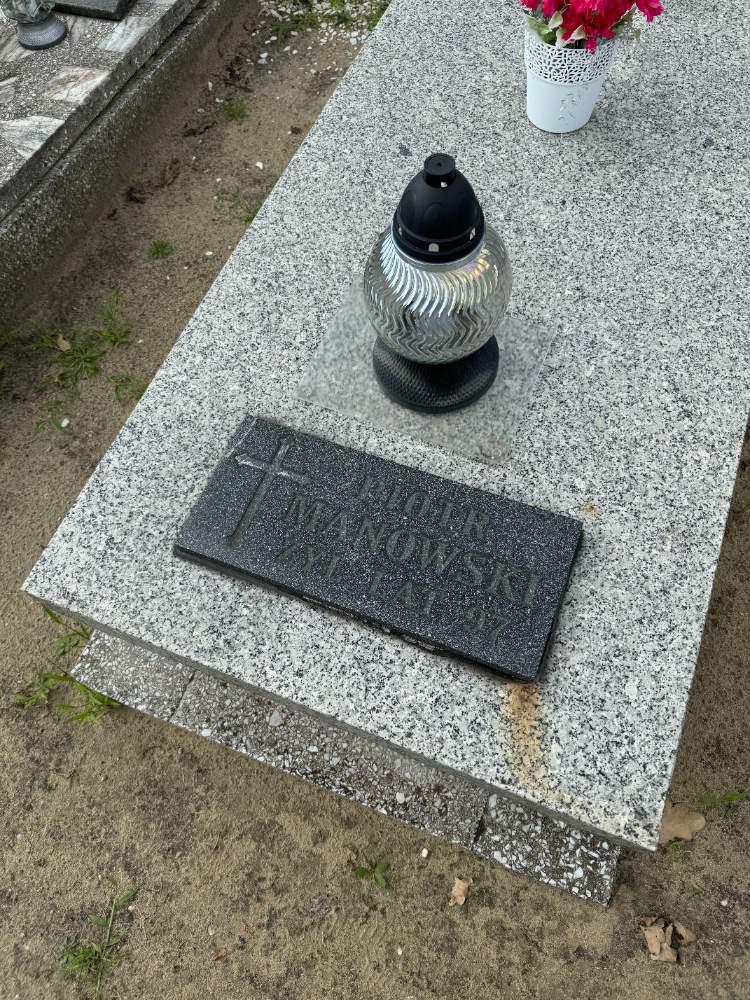 PIOTR
MANOWSKI
ŻYŁ LAT 97